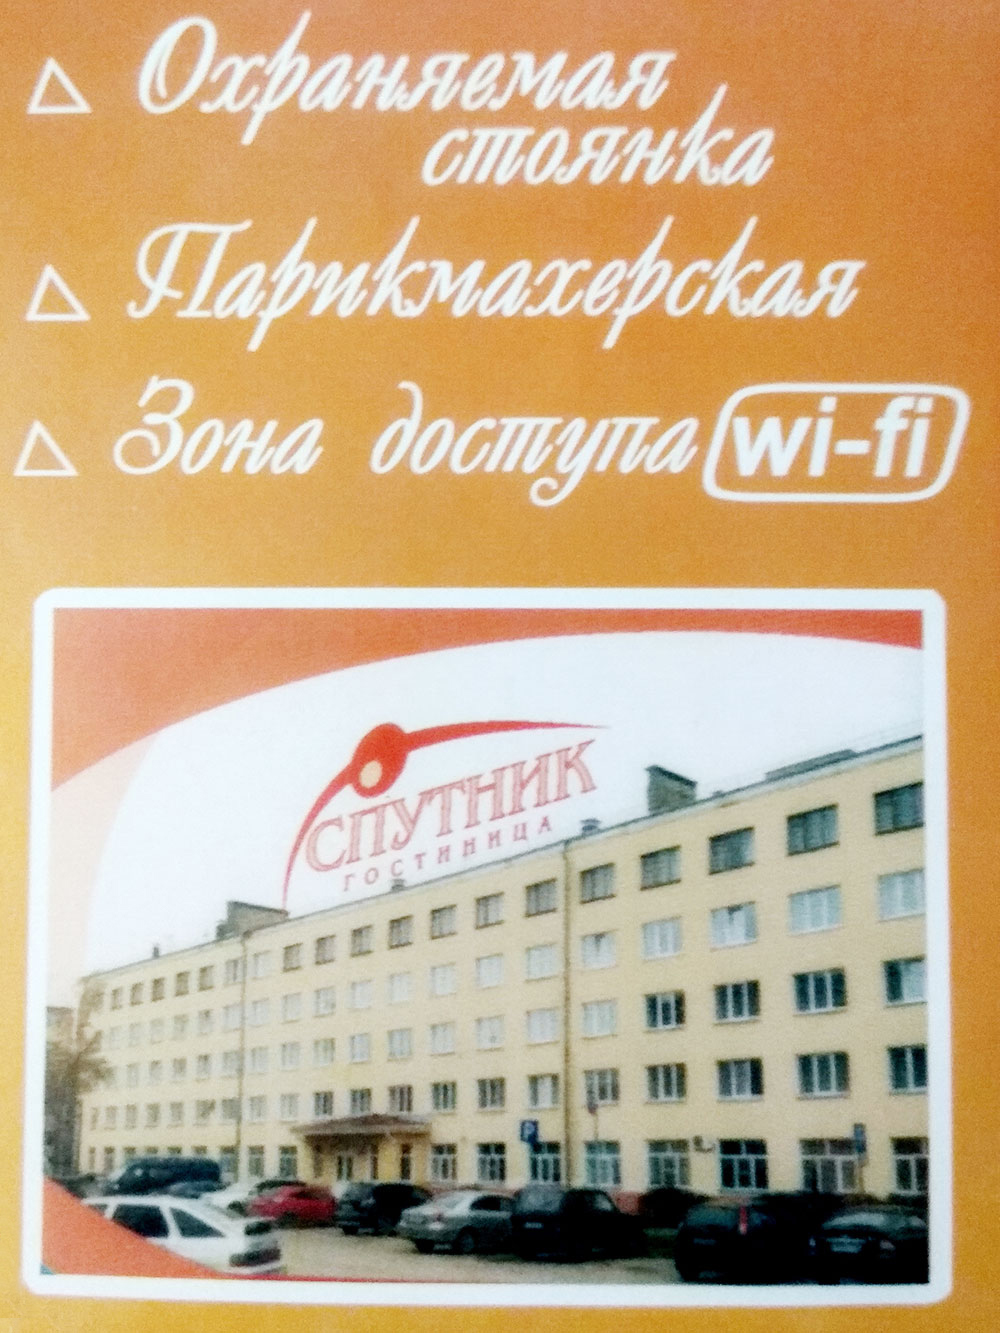 Охраняемая
стоянка
Парикмахерская
Зона доступа wi-fi
СПУТНИК
ГОСТИНИЦА
P